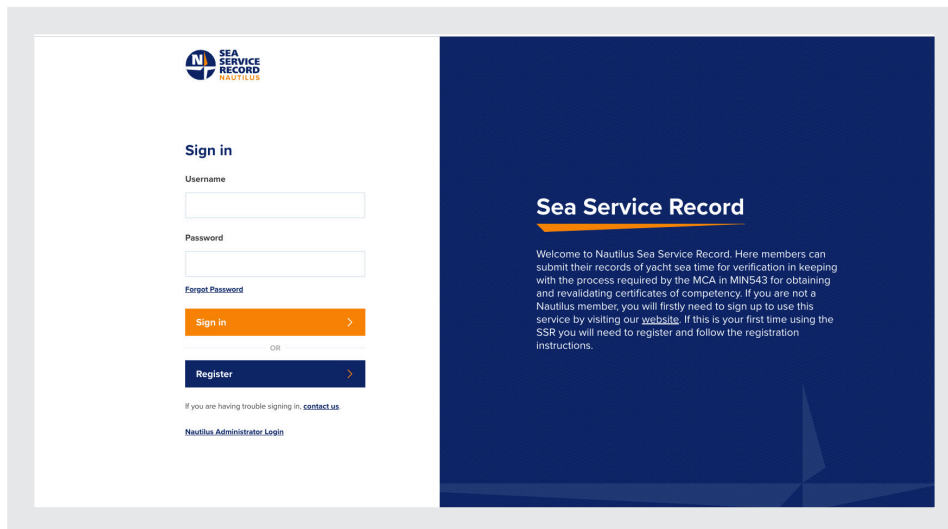 SEA
SERVICE
RECORD
NAUTILUS
Sign in
Username
Password
Forgot Password
Sign in
OR
Register
If you are having trouble signing in, contact us.
Nautilus Administrator Login
Sea Service Record
Welcome to Nautilus Sea Service Record. Here members can
submit their records of yacht sea time for verification in keeping
with the process required by the MCA in MIN543 for obtaining
and revalidating certificates of competency. If you are not a
Nautilus member, you will firstly need to sign up to use this
service by visiting our website. If this is your first time using the
SSR you will need to register and follow the registration
instructions.